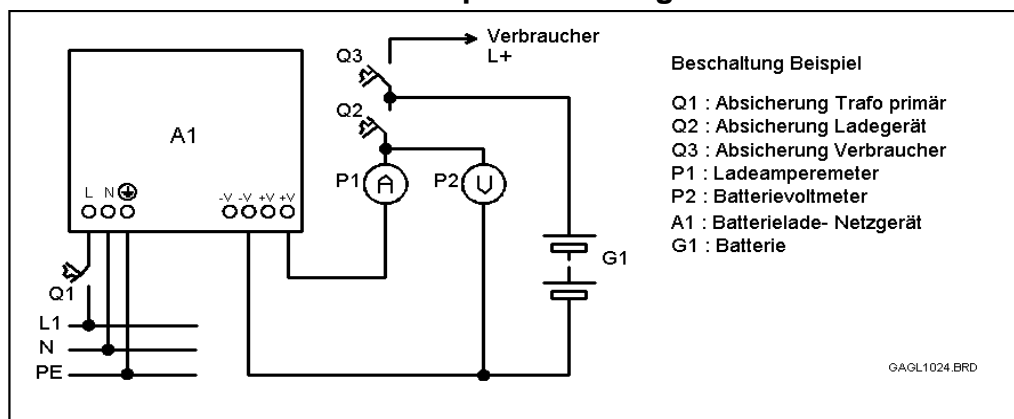 Verbraucher
L+
Q3
Q2
A1
P1
A
P2
V
L N
-V -V +V +V
Q1
G1
L1
N
PE
Beschaltung Beispiel
Q1 : Absicherung Trafo primär
Q2 : Absicherung Ladegerät
Q3 : Absicherung Verbraucher
P1 : Ladeamperemeter
P2 : Batterievoltmeter
A1 : Batterielade- Netzgerät
G1 : Batterie
GAGL1024.BRD